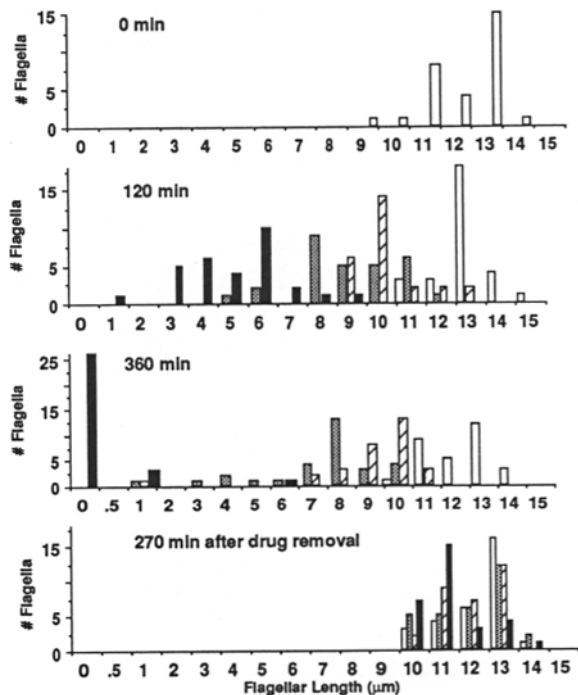 15
0 min
# Flagella
5
0
0 1 2 3 4 5 6 7 8 9 10 11 12 13 14 15
15
120 min
# Flagella
5
0
0 1 2 3 4 5 6 7 8 9 10 11 12 13 14 15
25
360 min
# Flagella
15
5
0
0 .5 1 2 3 4 5 6 7 8 9 10 11 12 13 14 15
270 min after drug removal
15
# Flagella
5
0
0 .5 1 2 3 4 5 6 7 8 9 10 11 12 13 14 15
Flagellar Length (µm)